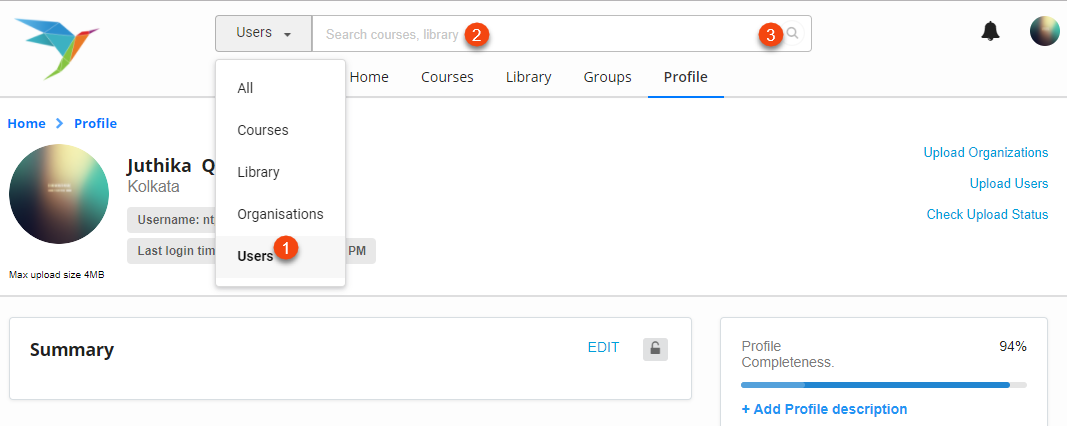 Users
Search courses, library
2
3
Home Courses Library Groups Profile
All
Courses
Library
Organisations
Users
1
Home Profile
Juthika Q
Kolkata
Username: nt
Last login tim PM
Max upload size 4MB
Upload Organizations
Upload Users
Check Upload Status
Summary
EDIT
Profile
Completeness.
94%
+ Add Profile description